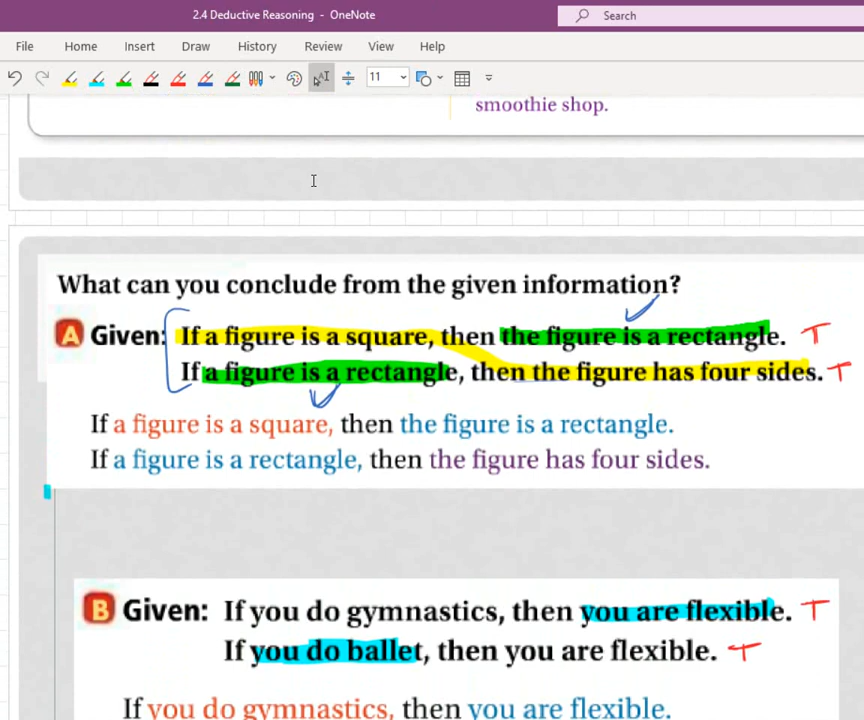 2.4 Deductive Reasoning - OneNote
Search
File Home Insert Draw History Review View Help
11
smoothie shop.
What can you conclude from the given information?
A Given: If a figure is a square, then the figure is a rectangle. T
If a figure is a rectangle, then the figure has four sides. T
If a figure is a square, then the figure is a rectangle.
If a figure is a rectangle, then the figure has four sides.
B Given: If you do gymnastics, then you are flexible. T
If you do ballet, then you are flexible. T
If you do gymnastics, then you are flexible.